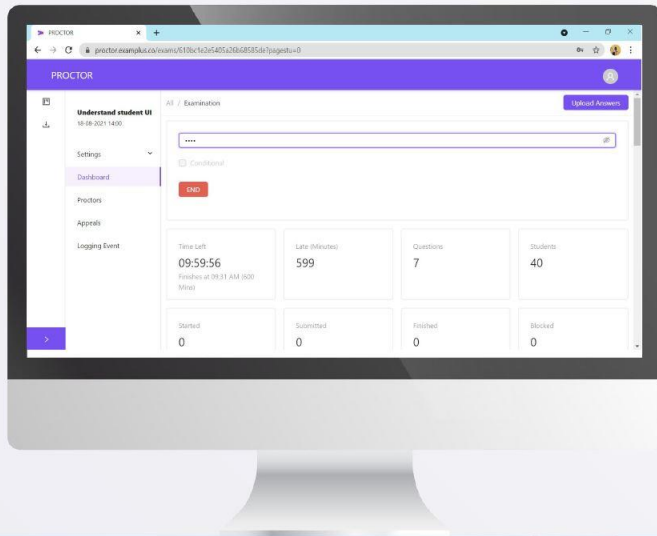 PROCTOR
proctor.examplus.co/exams/610bc1e2e5405a26b68585de?pagestu=0
PROCTOR
All / Examination
Upload Answers
Understand student UI
18-08-2021 14:00
Settings
Dashboard
Proctors
Appeals
Logging Event
••••
Conditional
END
Time Left
09:59:56
Finishes at 09:31 AM (600
Mins)
Late (Minutes)
599
Questions
7
Students
40
Started
0
Submitted
0
Finished
0
Blocked
0